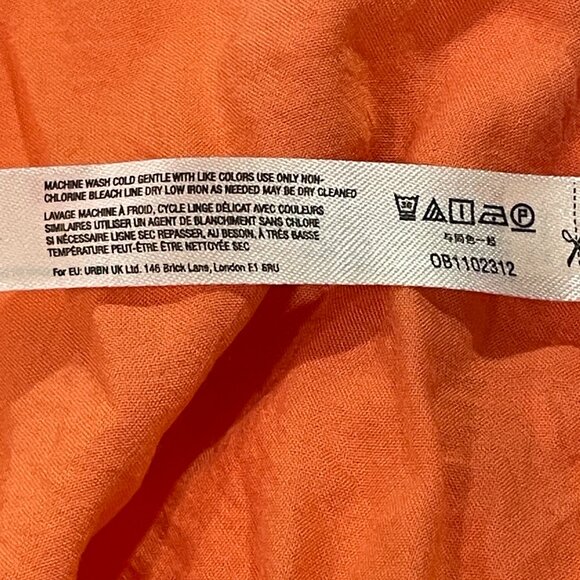 MACHINE WASH COLD GENTLE WITH LIKE COLORS USE ONLY NON-
CHLORINE BLEACH LINE DRY LOW IRON AS NEEDED MAY BE DRY CLEANED
LAVAGE MACHINE À FROID, CYCLE LINGE DÉLICAT AVEC COULEURS
SIMILAIRES UTILISER UN AGENT DE BLANCHIMENT SANS CHLORE
SI NÉCESSAIRE LIGNE SEC REPASSER, AU BESOIN, À TRÈS BASSE
TEMPÉRATURE PEUT-ÊTRE ÊTRE NETTOYÉE SEC
For EU: URBN UK Ltd. 146 Brick Lane, London E1 6RU
P
与同色一起
OB1102312